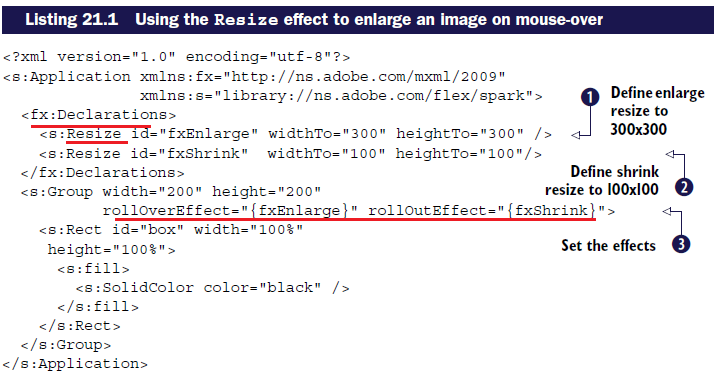 Listing 21.1 Using the Resize effect to enlarge an image on mouse-over
<?xml version="1.0" encoding="utf-8"?>
<s:Application xmlns:fx="http://ns.adobe.com/mxml/2009"
xmlns:s="library://ns.adobe.com/flex/spark">
<fx:Declarations>
<s:Resize id="fxEnlarge" widthTo="300" heightTo="300" />
<s:Resize id="fxShrink" widthTo="100" heightTo="100"/>
</fx:Declarations>
<s:Group width="200" height="200"
rollOverEffect="{fxEnlarge}" rollOutEffect="{fxShrink}">
<s:Rect id="box" width="100%"
height="100%">
<s:fill>
<s:SolidColor color="black" />
</s:fill>
</s:Rect>
</s:Group>
</s:Application>
1 Define enlarge
resize to
300x300
Define shrink
resize to 100x100 2
Set the effects 3